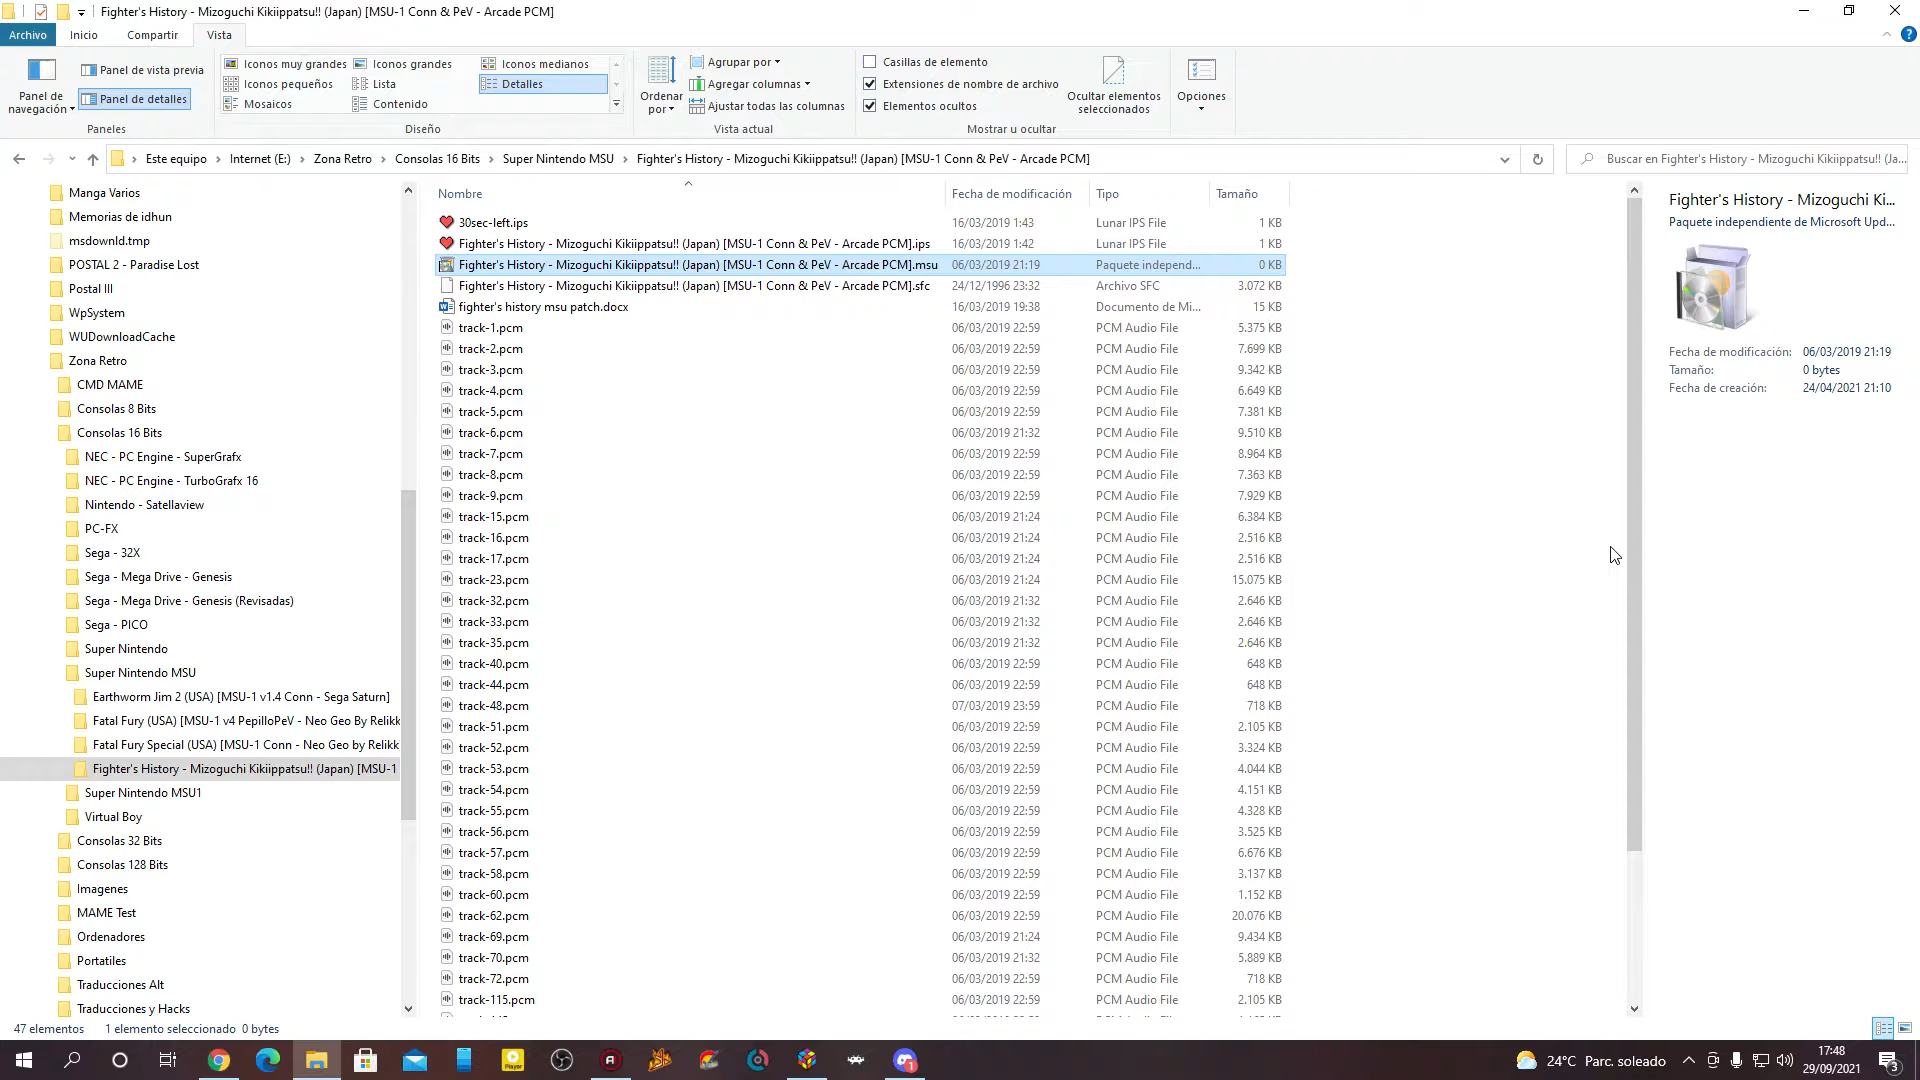 Fighter's History - Mizoguchi Kikiippatsu!! (Japan) [MSU-1 Conn & PeV - Arcade PCM]
Archivo Inicio Compartir Vista
Panel de navegación
Panel de vista previa
Panel de detalles
Paneles
Iconos muy grandes Iconos grandes Iconos medianos
Iconos pequeños Lista Detalles
Mosaicos Contenido
Diseño
Ordenar por
Agrupar por
Agregar columnas
Ajustar todas las columnas
Vista actual
Casillas de elemento
Extensiones de nombre de archivo
Elementos ocultos
Ocultar elementos seleccionados
Mostrar u ocultar
Opciones
Este equipo Internet (E:) Zona Retro Consolas 16 Bits Super Nintendo MSU Fighter's History - Mizoguchi Kikiippatsu!! (Japan) [MSU-1 Conn & PeV - Arcade PCM]
Buscar en Fighter's History - Mizoguchi Kikiippatsu!! (Ja...
Manga Varios
Memorias de idhun
msdownld.tmp
POSTAL 2 - Paradise Lost
Postal III
WpSystem
WUDownloadCache
Zona Retro
CMD MAME
Consolas 8 Bits
Consolas 16 Bits
NEC - PC Engine - SuperGrafx
NEC - PC Engine - TurboGrafx 16
Nintendo - Satellaview
PC-FX
Sega - 32X
Sega - Mega Drive - Genesis
Sega - Mega Drive - Genesis (Revisadas)
Sega - PICO
Super Nintendo
Super Nintendo MSU
Earthworm Jim 2 (USA) [MSU-1 v1.4 Conn - Sega Saturn]
Fatal Fury (USA) [MSU-1 v4 PepilloPeV - Neo Geo By Relikk
Fatal Fury Special (USA) [MSU-1 Conn - Neo Geo by Relikk
Fighter's History - Mizoguchi Kikiippatsu!! (Japan) [MSU-1
Super Nintendo MSU1
Virtual Boy
Consolas 32 Bits
Consolas 128 Bits
Imagenes
MAME Test
Ordenadores
Portatiles
Traducciones Alt
Traducciones y Hacks
Nombre Fecha de modificación Tipo Tamaño
30sec-left.ips 16/03/2019 1:43 Lunar IPS File 1 KB
Fighter's History - Mizoguchi Kikiippatsu!! (Japan) [MSU-1 Conn & PeV - Arcade PCM].ips 16/03/2019 1:42 Lunar IPS File 1 KB
Fighter's History - Mizoguchi Kikiippatsu!! (Japan) [MSU-1 Conn & PeV - Arcade PCM].msu 06/03/2019 21:19 Paquete independ... 0 KB
Fighter's History - Mizoguchi Kikiippatsu!! (Japan) [MSU-1 Conn & PeV - Arcade PCM].sfc 24/12/1996 23:32 Archivo SFC 3.072 KB
fighter's history msu patch.docx 16/03/2019 19:38 Documento de Mi... 15 KB
track-1.pcm 06/03/2019 22:59 PCM Audio File 5.375 KB
track-2.pcm 06/03/2019 22:59 PCM Audio File 7.699 KB
track-3.pcm 06/03/2019 22:59 PCM Audio File 9.342 KB
track-4.pcm 06/03/2019 22:59 PCM Audio File 6.649 KB
track-5.pcm 06/03/2019 22:59 PCM Audio File 7.381 KB
track-6.pcm 06/03/2019 21:32 PCM Audio File 9.510 KB
track-7.pcm 06/03/2019 22:59 PCM Audio File 8.964 KB
track-8.pcm 06/03/2019 22:59 PCM Audio File 7.363 KB
track-9.pcm 06/03/2019 22:59 PCM Audio File 7.929 KB
track-15.pcm 06/03/2019 21:24 PCM Audio File 6.384 KB
track-16.pcm 06/03/2019 21:24 PCM Audio File 2.516 KB
track-17.pcm 06/03/2019 21:24 PCM Audio File 2.516 KB
track-23.pcm 06/03/2019 21:24 PCM Audio File 15.075 KB
track-32.pcm 06/03/2019 21:32 PCM Audio File 2.646 KB
track-33.pcm 06/03/2019 21:32 PCM Audio File 2.646 KB
track-35.pcm 06/03/2019 21:32 PCM Audio File 2.646 KB
track-40.pcm 06/03/2019 22:59 PCM Audio File 648 KB
track-44.pcm 06/03/2019 22:59 PCM Audio File 648 KB
track-48.pcm 07/03/2019 23:59 PCM Audio File 718 KB
track-51.pcm 06/03/2019 22:59 PCM Audio File 2.105 KB
track-52.pcm 06/03/2019 22:59 PCM Audio File 3.324 KB
track-53.pcm 06/03/2019 22:59 PCM Audio File 4.044 KB
track-54.pcm 06/03/2019 22:59 PCM Audio File 4.151 KB
track-55.pcm 06/03/2019 22:59 PCM Audio File 4.328 KB
track-56.pcm 06/03/2019 22:59 PCM Audio File 3.525 KB
track-57.pcm 06/03/2019 22:59 PCM Audio File 6.676 KB
track-58.pcm 06/03/2019 22:59 PCM Audio File 3.137 KB
track-60.pcm 06/03/2019 22:59 PCM Audio File 1.152 KB
track-62.pcm 06/03/2019 22:59 PCM Audio File 20.076 KB
track-69.pcm 06/03/2019 21:24 PCM Audio File 9.434 KB
track-70.pcm 06/03/2019 21:32 PCM Audio File 5.889 KB
track-72.pcm 06/03/2019 22:59 PCM Audio File 718 KB
track-115.pcm 06/03/2019 22:59 PCM Audio File 2.105 KB
Fighter's History - Mizoguchi Ki...
Paquete independiente de Microsoft Upd...
Fecha de modificación: 06/03/2019 21:19
Tamaño: 0 bytes
Fecha de creación: 24/04/2021 21:10
47 elementos 1 elemento seleccionado 0 bytes
Player
1
24°C Parc. soleado
17:48
29/09/2021
3